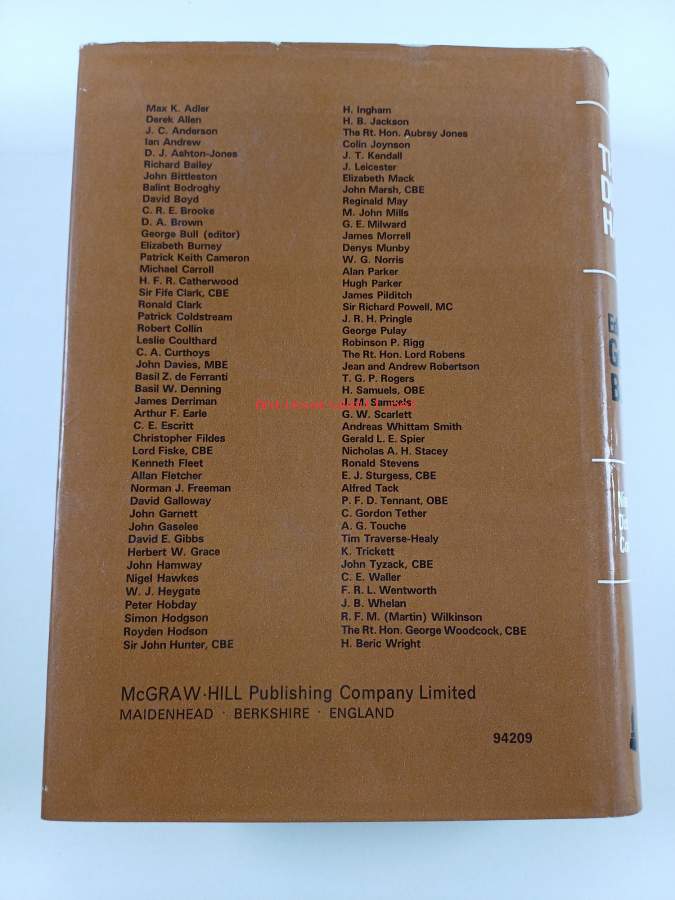 Max K. Adler
Derek Allen
J. C. Anderson
Ian Andrew
D. J. Ashton-Jones
Richard Bailey
John Bittleston
Balint Bodroghy
David Boyd
C. R. E. Brooke
D. A. Brown
George Bull (editor)
Elizabeth Burney
Patrick Keith Cameron
Michael Carroll
H. F. R. Catherwood
Sir Fife Clark, CBE
Ronald Clark
Patrick Coldstream
Robert Collin
Leslie Coulthard
C. A. Curthoys
John Davies, MBE
Basil Z. de Ferranti
Basil W. Denning
James Derriman
Arthur F. Earle
C. E. Escritt
Christopher Fildes
Lord Fiske, CBE
Kenneth Fleet
Allan Fletcher
Norman J. Freeman
David Galloway
John Garnett
John Gaselee
David E. Gibbs
Herbert W. Grace
John Hamway
Nigel Hawkes
W. J. Heygate
Peter Hobday
Simon Hodgson
Royden Hodson
Sir John Hunter, CBE
H. Ingham
H. B. Jackson
The Rt. Hon. Aubrey Jones
Colin Joynson
J. T. Kendall
J. Leicester
Elizabeth Mack
John Marsh, CBE
Reginald May
M. John Mills
G. E. Milward
James Morrell
Denys Munby
W. G. Norris
Alan Parker
Hugh Parker
James Pilditch
Sir Richard Powell, MC
J. R. H. Pringle
George Pulay
Robinson P. Rigg
The Rt. Hon. Lord Robens
Jean and Andrew Robertson
T. G. P. Rogers
H. Samuels, OBE
J. M. Samuels
G. W. Scarlett
Andreas Whittam Smith
Gerald L. E. Spier
Nicholas A. H. Stacey
Ronald Stevens
E. J. Sturgess, CBE
Alfred Tack
P. F. D. Tennant, OBE
C. Gordon Tether
A. G. Touche
Tim Traverse-Healy
K. Trickett
John Tyzack, CBE
C. E. Waller
F. R. L. Wentworth
J. B. Whelan
R. F. M. (Martin) Wilkinson
The Rt. Hon. George Woodcock, CBE
H. Beric Wright
McGRAW·HILL Publishing Company Limited
MAIDENHEAD · BERKSHIRE · ENGLAND
94209